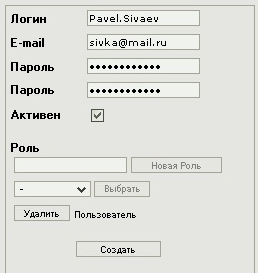 Логин Pavel.Sivaev
E-mail sivka@mail.ru
Пароль ••••••••••••
Пароль ••••••••••••
Активен
Роль
Новая Роль
- Выбрать
Удалить Пользователь
Создать